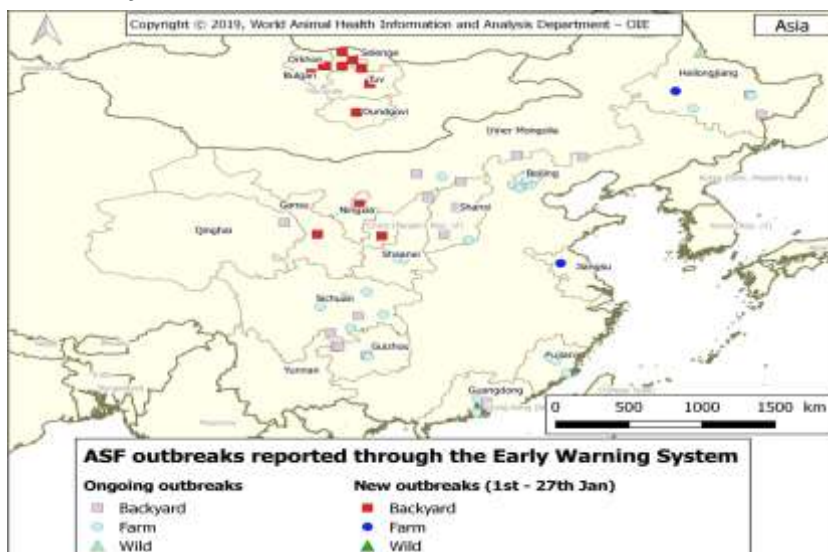 Copyright © 2019, World Animal Health Information and Analysis Department – OIE
Asia
Selenge
Orkhon
Bulgan
Tuv
Dundgovi
Heilongjiang
Inner Mongolia
Beijing
Gansu
Ningxia
Shanxi
Qinghai
Shaanxi
Jiangsu
Sichuan
Guizhou
Yunnan
Fujian
Guangdong
0 500 1000 1500 km
ASF outbreaks reported through the Early Warning System
Ongoing outbreaks New outbreaks (1st - 27th Jan)
Backyard Backyard
Farm Farm
Wild Wild